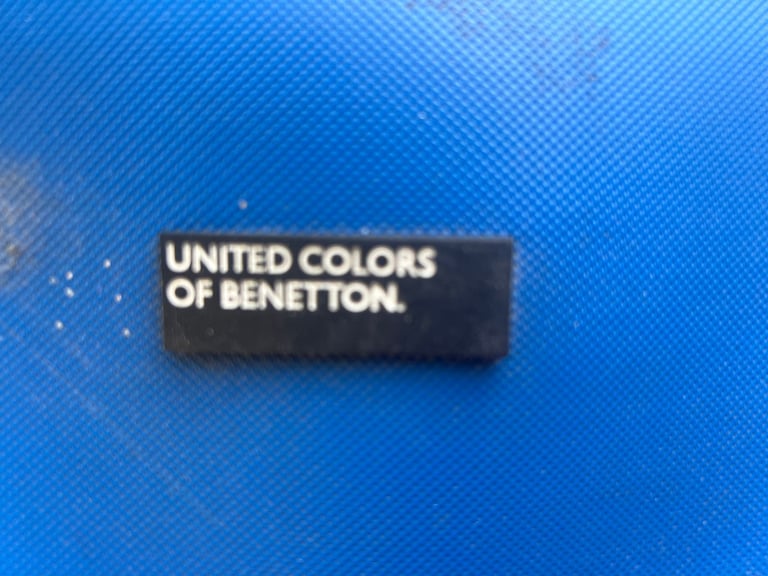 UNITED COLORS
OF BENETTON.